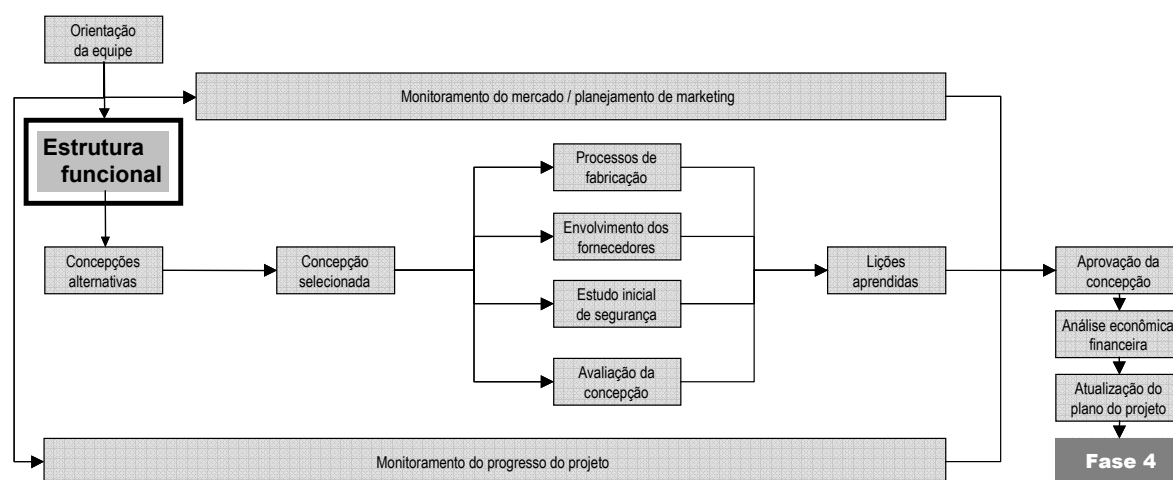 Orientação
da equipe
Monitoramento do mercado / planejamento de marketing
Estrutura
funcional
Processos de
fabricação
Envolvimento dos
fornecedores
Concepções
alternativas
Concepção
selecionada
Estudo inicial
de segurança
Avaliação da
concepção
Lições
aprendidas
Aprovação da
concepção
Análise econômica
financeira
Atualização do
plano do projeto
Monitoramento do progresso do projeto
Fase 4